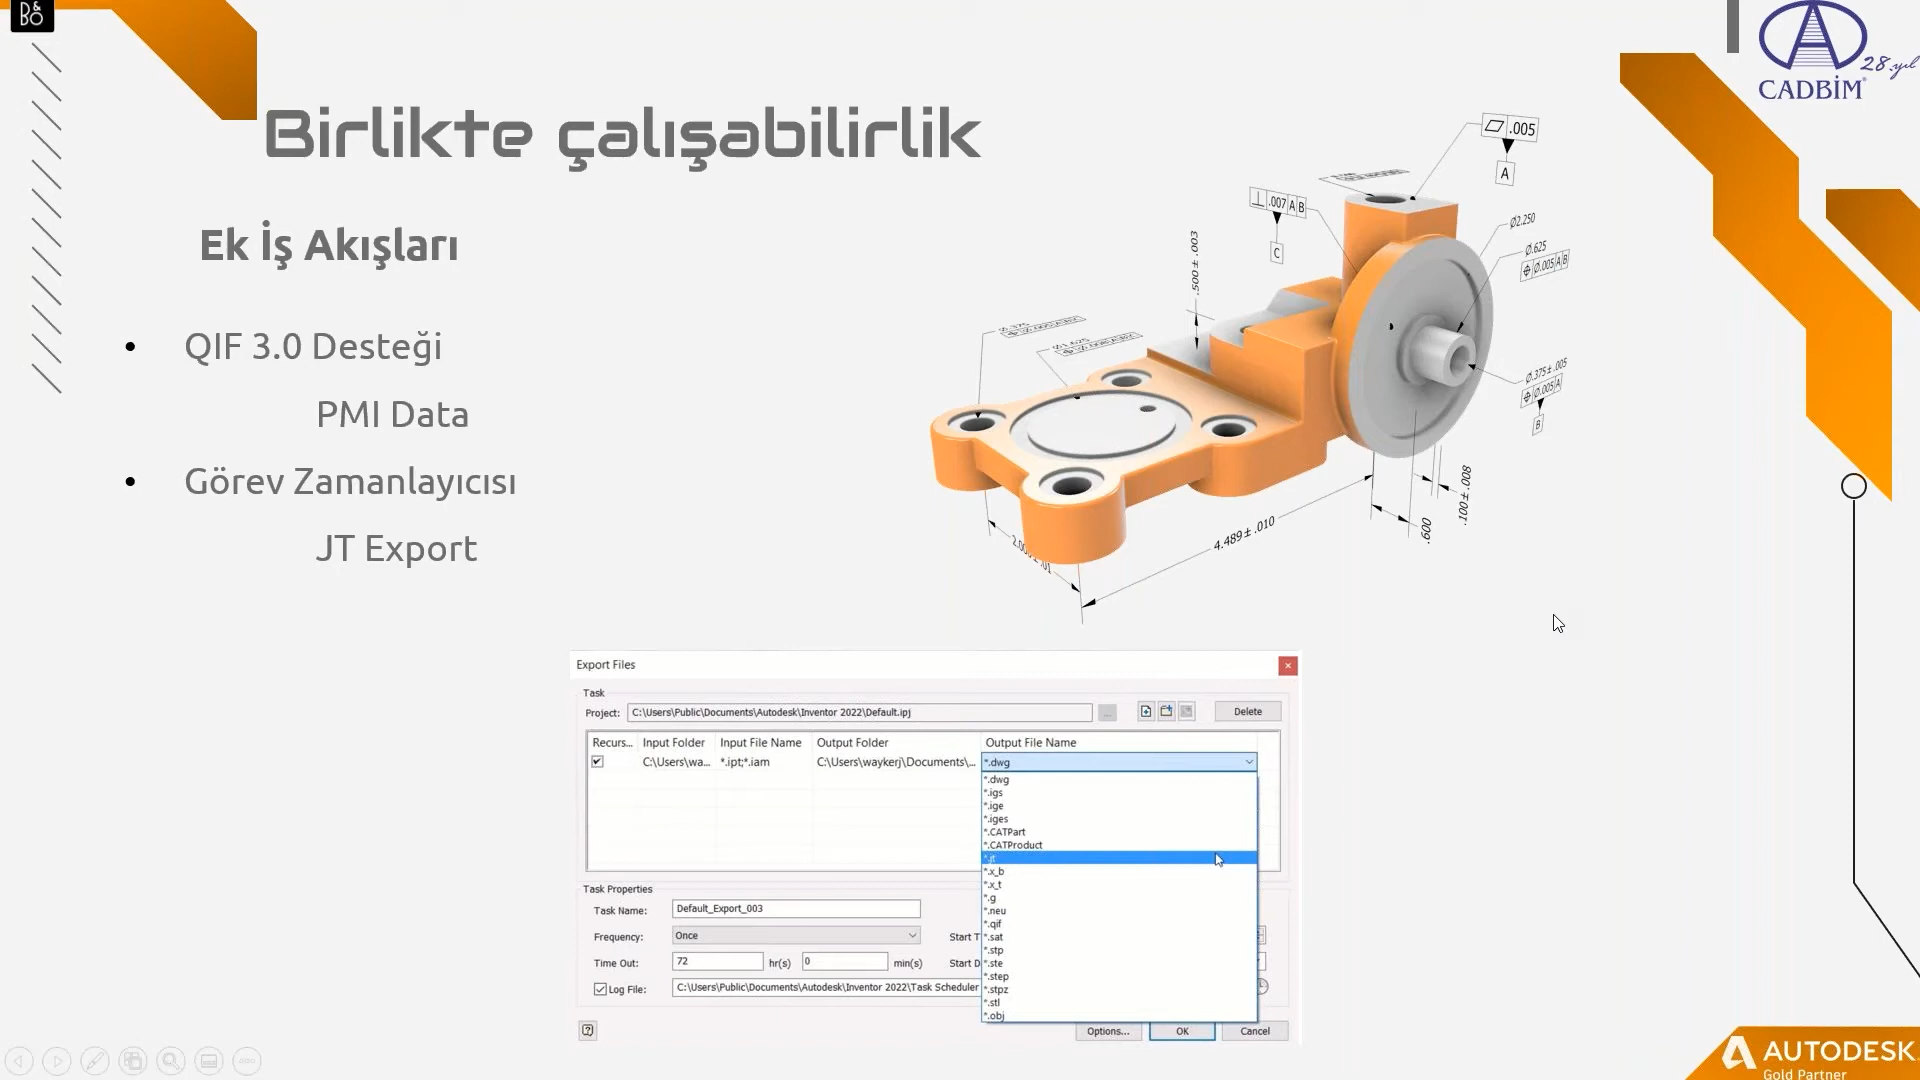 B&O
CADBİM
28.yıl
Birlikte çalışabilirlik
Ek İş Akışları
• QIF 3.0 Desteği
PMI Data
• Görev Zamanlayıcısı
JT Export
.005
A
.007 A B
C
Ø2.250
Ø.625
Ø.005 A B
.500±.003
Ø.375±.005
Ø.005 A
B
.100±.008
.600
4.489±.010
Export Files
Task
Project: C:\Users\Public\Documents\Autodesk\Inventor 2022\Default.ipj
... Delete
Recurs... Input Folder Input File Name Output Folder Output File Name
C:\Users\wa... *.ipt;*.iam C:\Users\waykerj\Documents\... *.dwg
*.dwg
*.igs
*.ige
*.iges
*.CATPart
*.CATProduct
*.jt
*.x_b
*.x_t
*.g
*.neu
*.qif
*.sat
*.stp
*.ste
*.step
*.stpz
*.stl
*.obj
Task Properties
Task Name: Default_Export_003
Frequency: Once Start T
Time Out: 72 hr(s) 0 min(s) Start D
Log File: C:\Users\Public\Documents\Autodesk\Inventor 2022\Task Scheduler
Options... OK Cancel
AUTODESK
Gold Partner